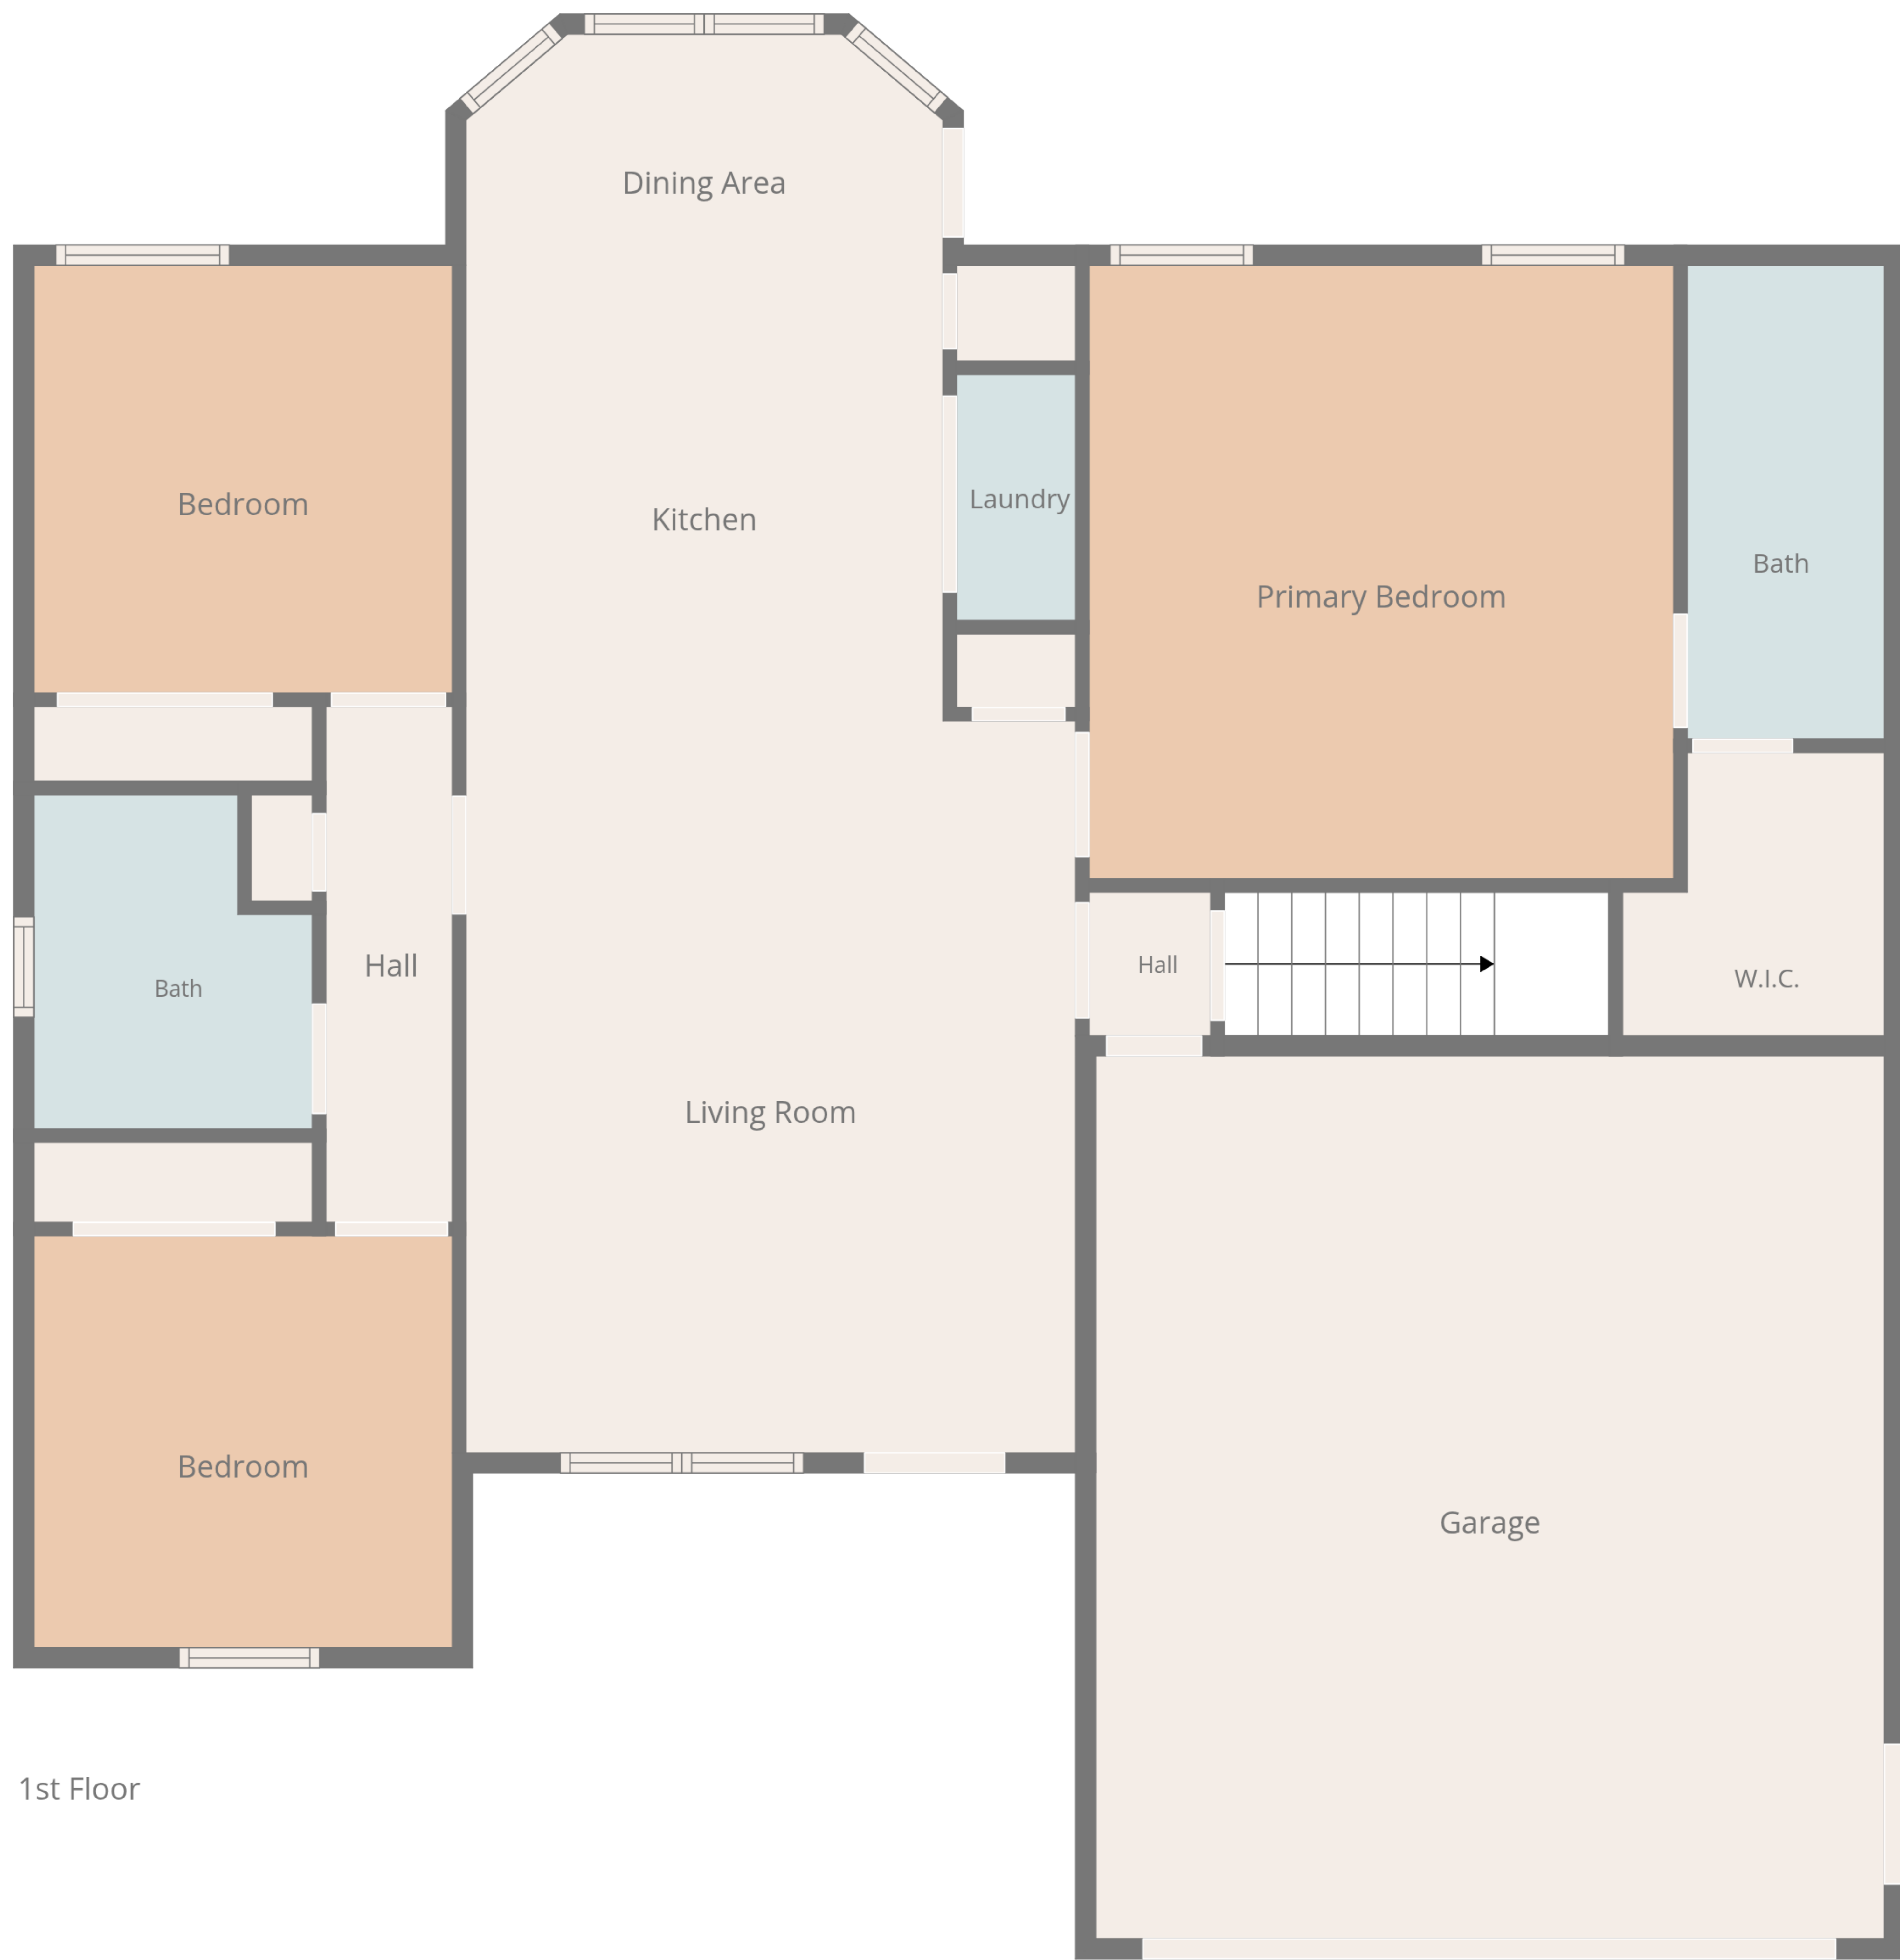 Dining Area
Bedroom
Kitchen
Laundry
Primary Bedroom
Bath
Bath
Hall
Hall
W.I.C.
Living Room
Bedroom
Garage
1st Floor